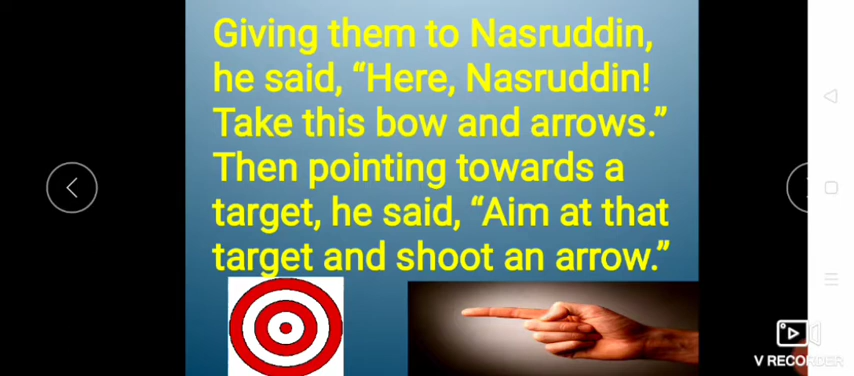 Giving them to Nasruddin,
he said, “Here, Nasruddin!
Take this bow and arrows.”
Then pointing towards a
target, he said, “Aim at that
target and shoot an arrow.”
V RECORDER